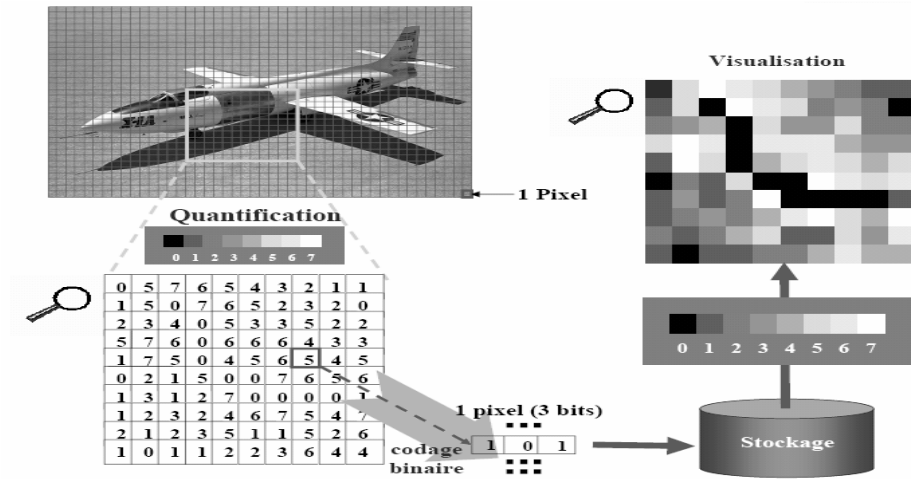 Visualisation
1 Pixel
Quantification
0 1 2 3 4 5 6 7
0 5 7 6 5 4 3 2 1 1
1 5 0 7 6 5 2 3 2 0
2 3 4 0 5 3 3 5 2 2
5 7 6 0 6 6 6 4 3 3
1 7 5 0 4 5 6 5 4 5
0 2 1 5 0 0 7 6 5 6
1 3 1 2 7 0 0 0 0 1
1 2 3 2 4 6 7 5 4 7
2 1 2 3 5 1 1 5 2 6
1 0 1 1 2 2 3 6 4 4
1 pixel (3 bits)
1 0 1
codage
binaire
0 1 2 3 4 5 6 7
Stockage